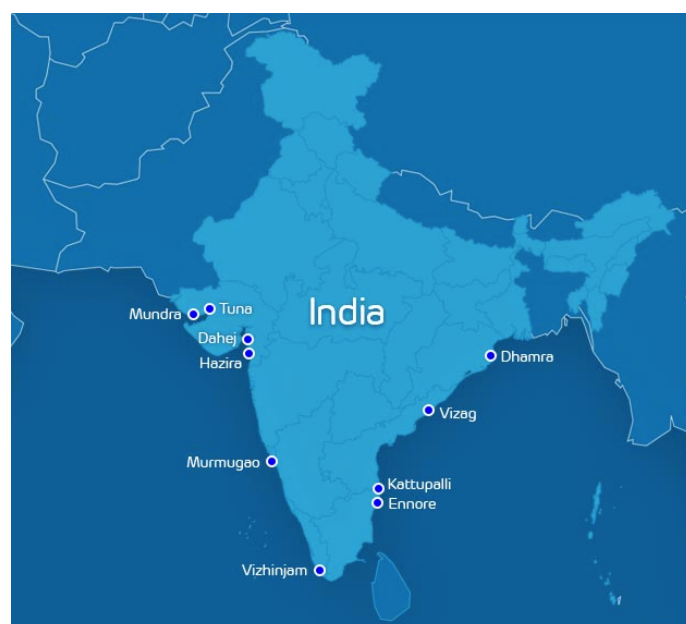 India
Tuna
Mundra
Dahej
Hazira
Dhamra
Vizag
Murmugao
Kattupalli
Ennore
Vizhinjam